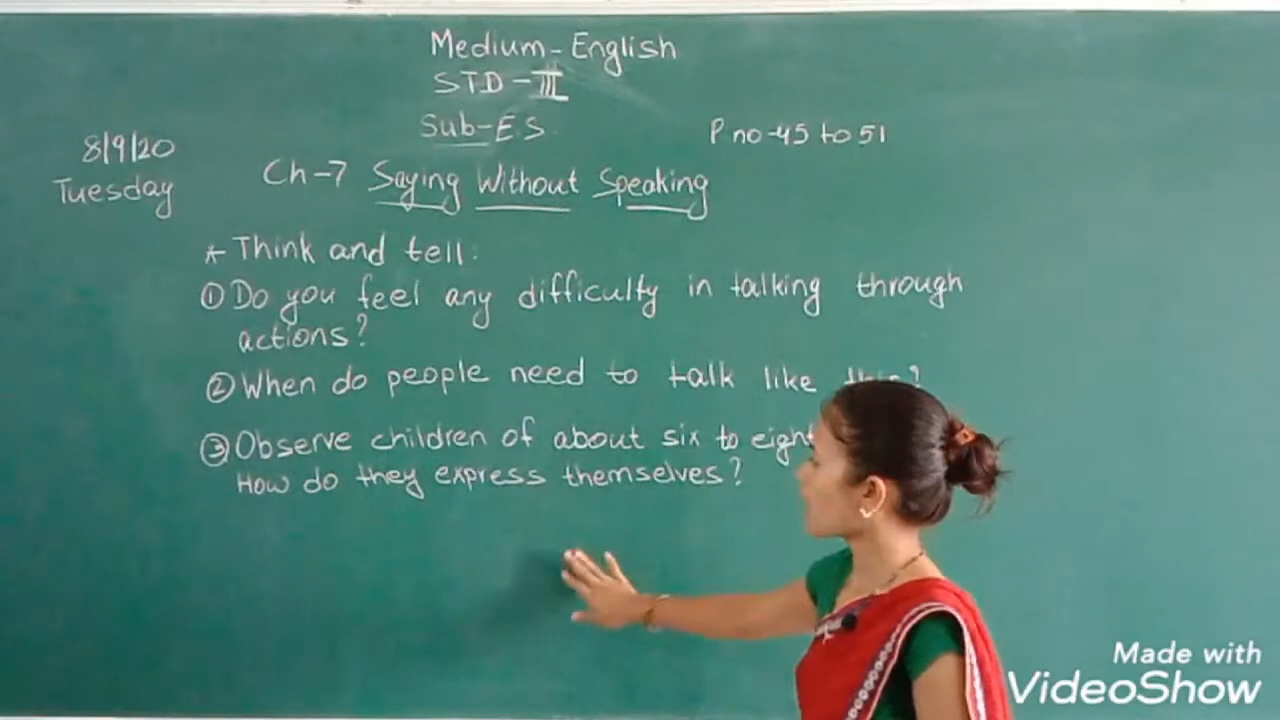 Medium-English
STD-III
Sub-E.S.
P no-45 to 51
8/9/20
Tuesday
Ch-7 Saying Without Speaking
* Think and tell:
① Do you feel any difficulty in talking through
actions?
② When do people need to talk like this?
③ Observe children of about six to eight
How do they express themselves?
Made with
VideoShow